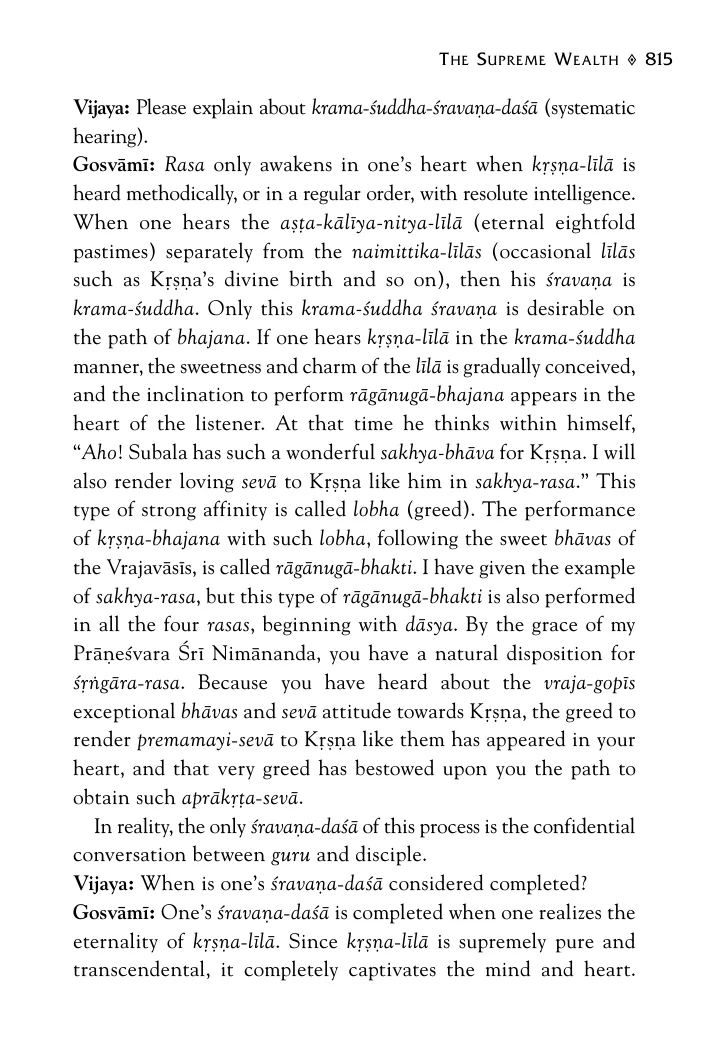 THE SUPREME WEALTH ◊ 815
Vijaya: Please explain about krama-śuddha-śravaṇa-daśā (systematic
hearing).
Gosvāmī: Rasa only awakens in one's heart when kṛṣṇa-līlā is
heard methodically, or in a regular order, with resolute intelligence.
When one hears the aṣṭa-kālīya-nitya-līlā (eternal eightfold
pastimes) separately from the naimittika-līlās (occasional līlās
such as Kṛṣṇa's divine birth and so on), then his śravaṇa is
krama-śuddha. Only this krama-śuddha śravaṇa is desirable on
the path of bhajana. If one hears kṛṣṇa-līlā in the krama-śuddha
manner, the sweetness and charm of the līlā is gradually conceived,
and the inclination to perform rāgānugā-bhajana appears in the
heart of the listener. At that time he thinks within himself,
“Aho! Subala has such a wonderful sakhya-bhāva for Kṛṣṇa. I will
also render loving sevā to Kṛṣṇa like him in sakhya-rasa.” This
type of strong affinity is called lobha (greed). The performance
of kṛṣṇa-bhajana with such lobha, following the sweet bhāvas of
the Vrajavāsīs, is called rāgānugā-bhakti. I have given the example
of sakhya-rasa, but this type of rāgānugā-bhakti is also performed
in all the four rasas, beginning with dāsya. By the grace of my
Prāṇeśvara Śrī Nimānanda, you have a natural disposition for
śṛṅgāra-rasa. Because you have heard about the vraja-gopīs
exceptional bhāvas and sevā attitude towards Kṛṣṇa, the greed to
render premamayi-sevā to Kṛṣṇa like them has appeared in your
heart, and that very greed has bestowed upon you the path to
obtain such aprākṛṭa-sevā.
In reality, the only śravaṇa-daśā of this process is the confidential
conversation between guru and disciple.
Vijaya: When is one's śravaṇa-daśā considered completed?
Gosvāmī: One's śravaṇa-daśā is completed when one realizes the
eternality of kṛṣṇa-līlā. Since kṛṣṇa-līlā is supremely pure and
transcendental, it completely captivates the mind and heart.